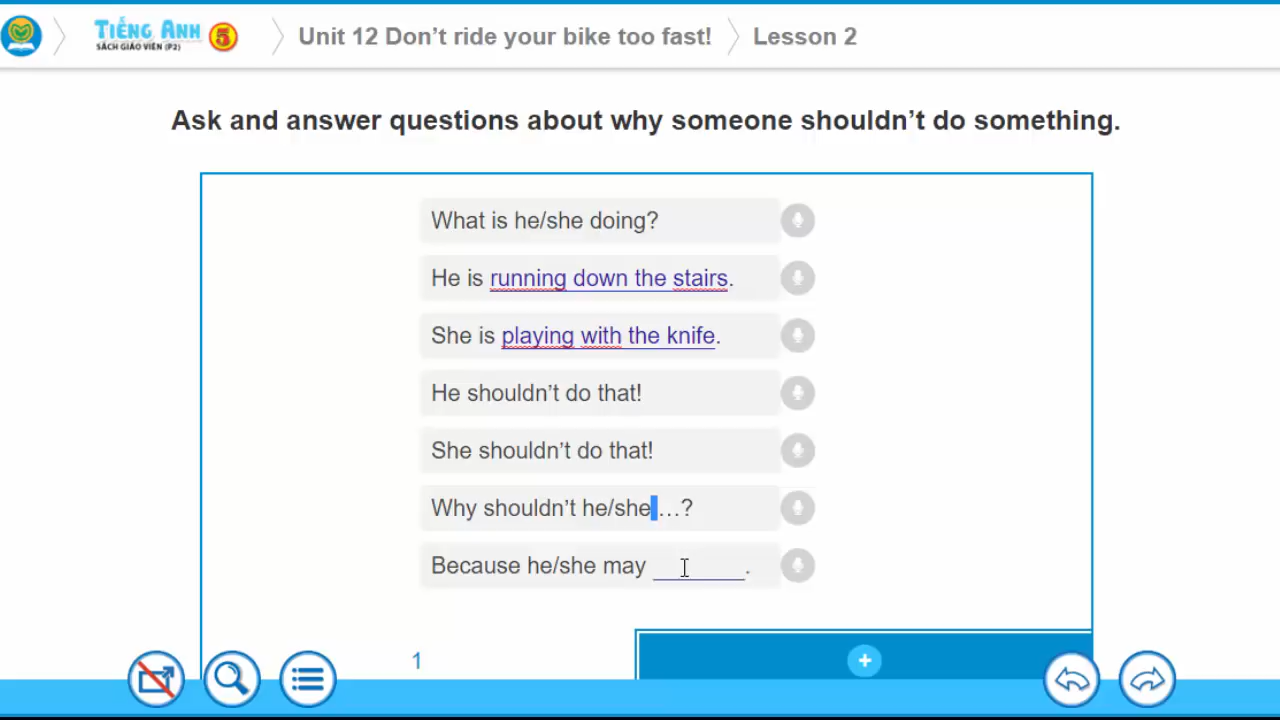 TIẾNG ANH 5
SÁCH GIÁO VIÊN (P2)
Unit 12 Don’t ride your bike too fast!
Lesson 2
Ask and answer questions about why someone shouldn’t do something.
What is he/she doing?
He is running down the stairs.
She is playing with the knife.
He shouldn’t do that!
She shouldn’t do that!
Why shouldn’t he/she …?
Because he/she may ________.
1